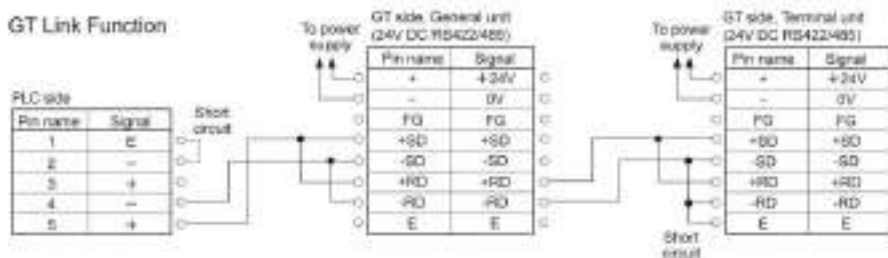 GT Link Function
To power
supply
GT side, General unit
(24V DC RS422/485)
Pin name Signal
+ +24V
- 0V
FG FG
+SD +SD
-SD -SD
+RD +RD
-RD -RD
E E
PLC side
Pin name Signal
1 E
2 -
3 +
4 -
5 +
Short
circuit
To power
supply
GT side, Terminal unit
(24V DC RS422/485)
Pin name Signal
+ +24V
- 0V
FG FG
+SD +SD
-SD -SD
+RD +RD
-RD -RD
E E
Short
circuit